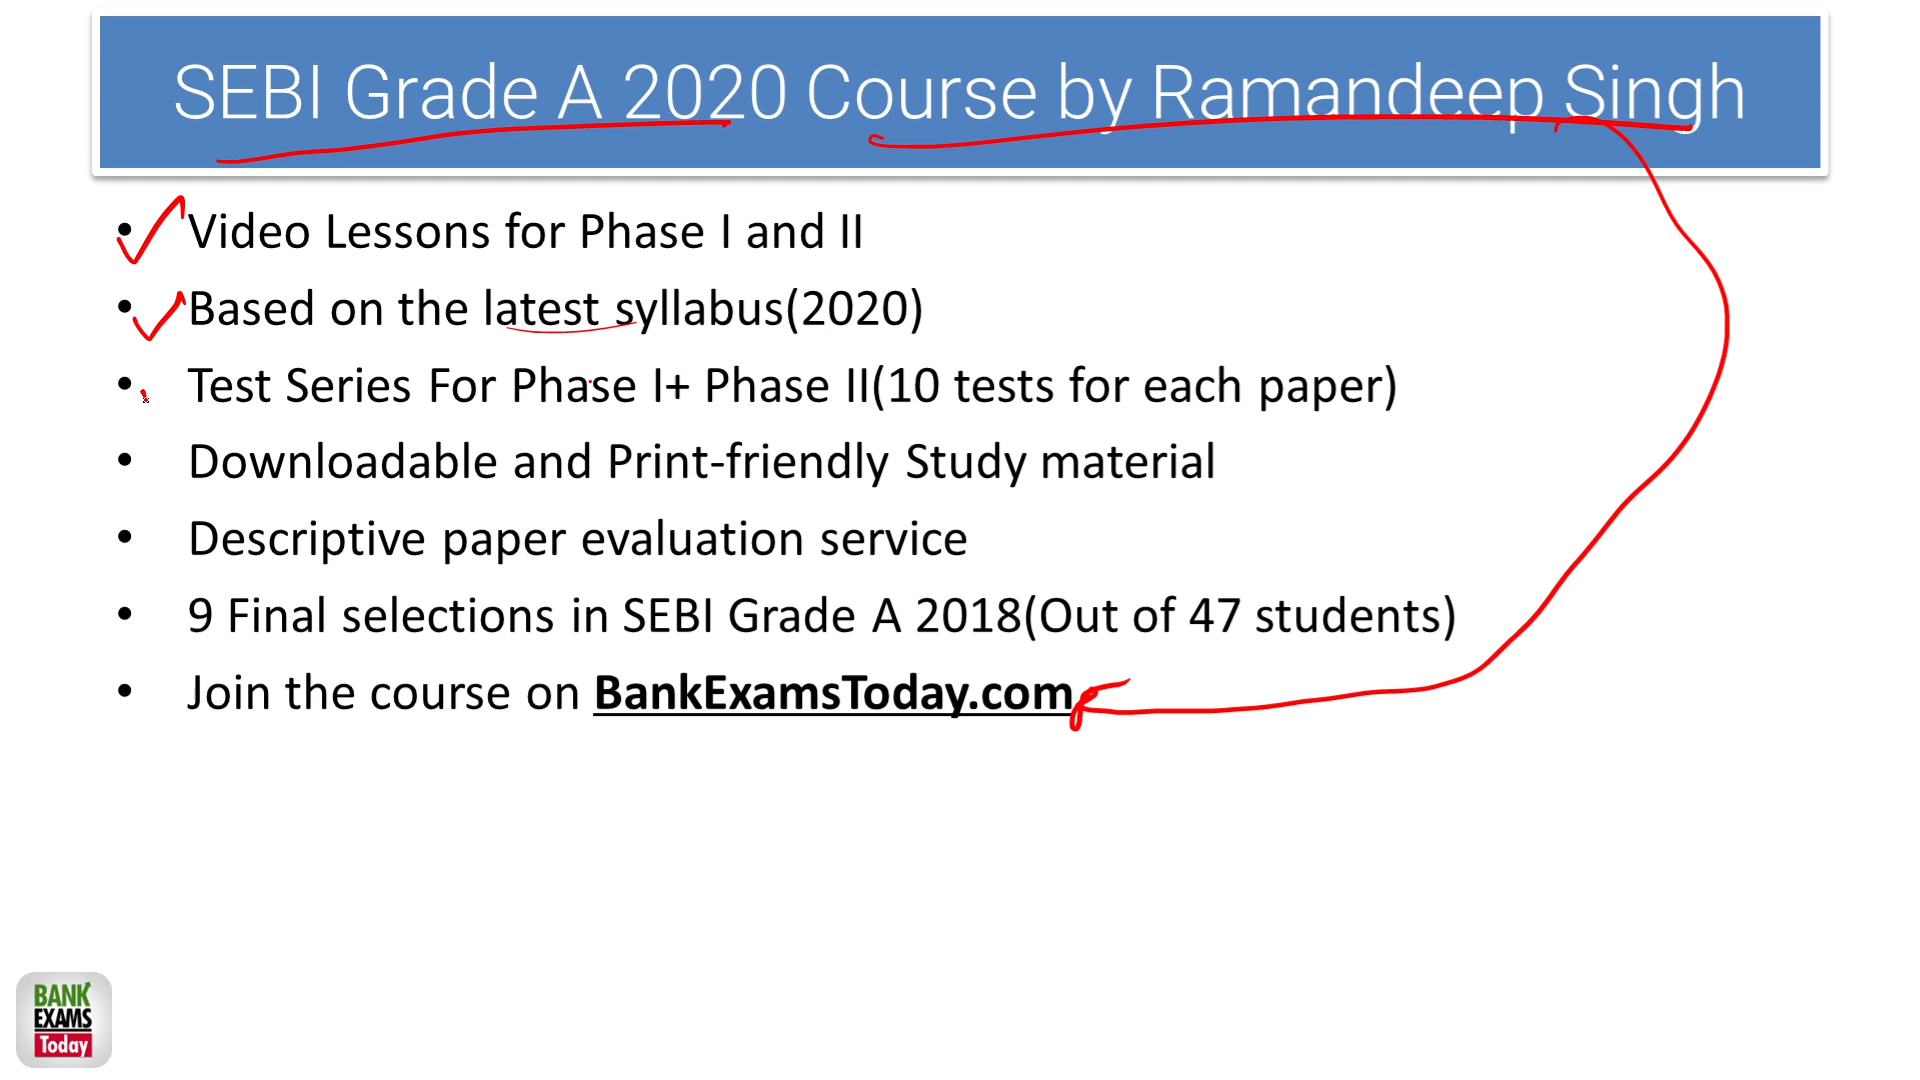 SEBI Grade A 2020 Course by Ramandeep Singh
• Video Lessons for Phase I and II
• Based on the latest syllabus(2020)
• Test Series For Phase I+ Phase II(10 tests for each paper)
• Downloadable and Print-friendly Study material
• Descriptive paper evaluation service
• 9 Final selections in SEBI Grade A 2018(Out of 47 students)
• Join the course on BankExamsToday.com
BANK
EXAMS
Today